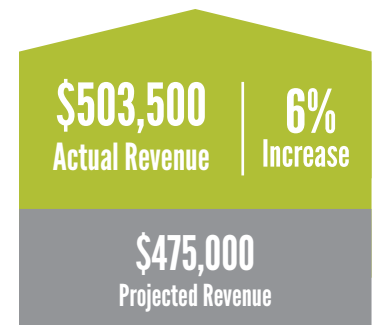 $503,500
Actual Revenue
6%
Increase
$475,000
Projected Revenue